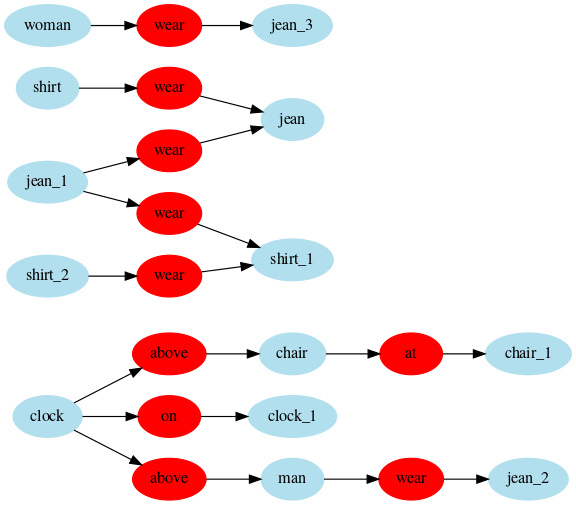 woman wear jean_3
shirt wear
jean
wear
jean_1
wear
shirt_1
shirt_2 wear
above chair at chair_1
clock on clock_1
above man wear jean_2